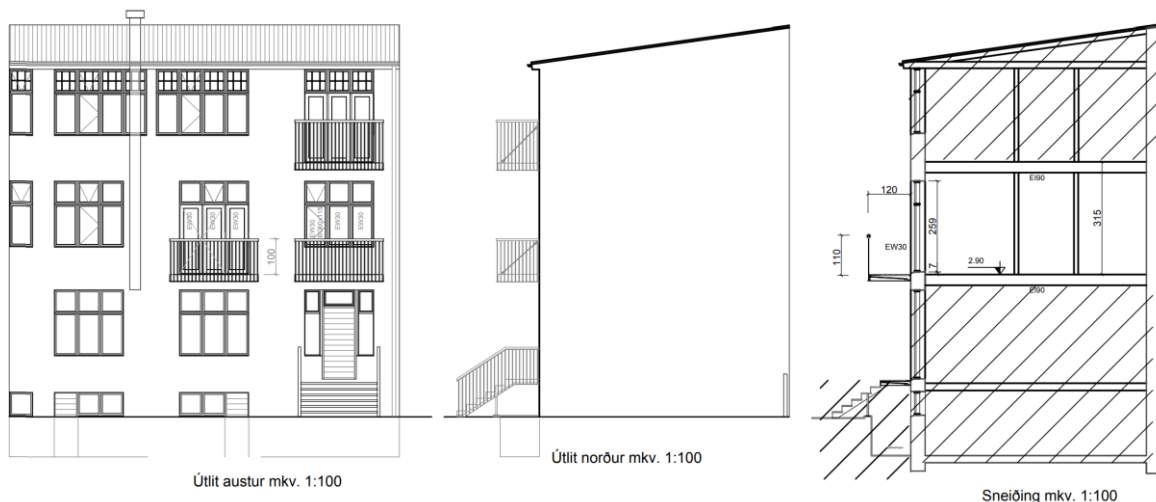 EW30
EW30
EW30
EW30
EW30
100
Útlit austur mkv. 1:100
Útlit norður mkv. 1:100
120
110
EW30
259
7
2.90
EI90
315
EI90
Sneiðing mkv. 1:100